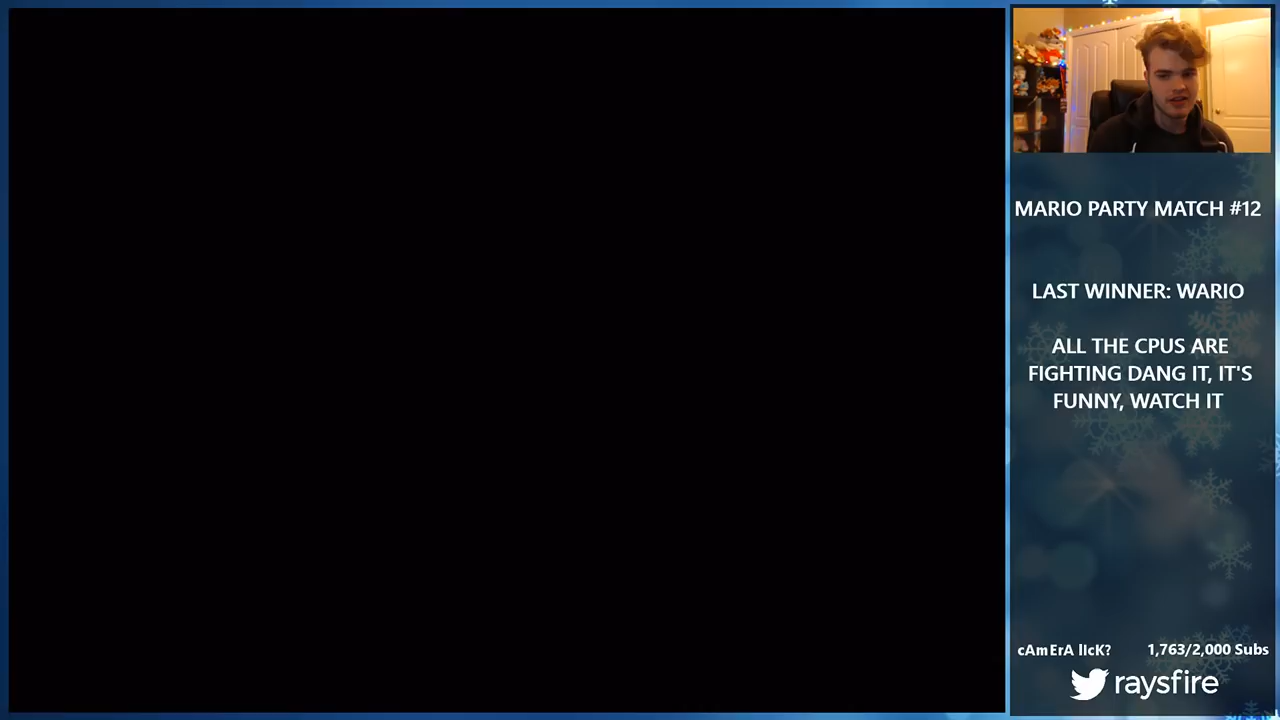 MARIO PARTY MATCH #12
LAST WINNER: WARIO
ALL THE CPUS ARE
FIGHTING DANG IT, IT'S
FUNNY, WATCH IT
cAmErA lIcK?
1,763/2,000 Subs
raysfire